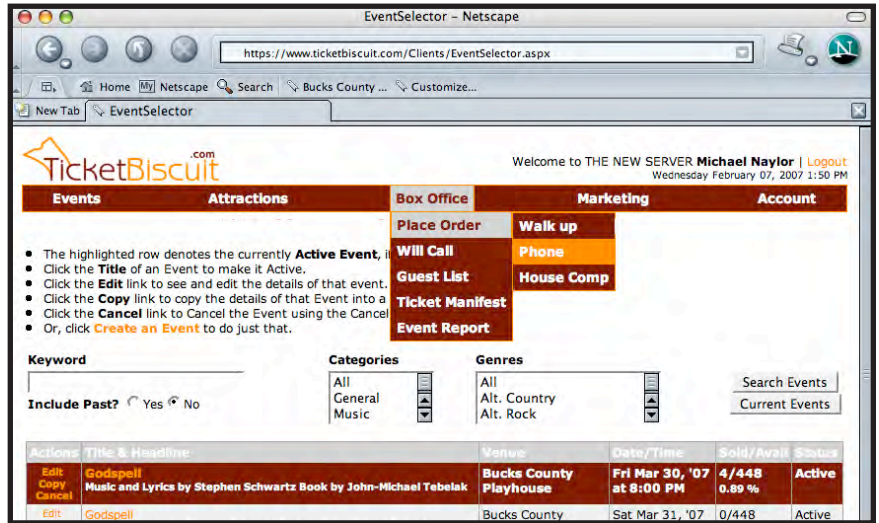 EventSelector – Netscape
https://www.ticketbiscuit.com/Clients/EventSelector.aspx
N
Home My Netscape Search Bucks County ... Customize...
New Tab EventSelector
TicketBiscuit.com
Welcome to THE NEW SERVER Michael Naylor | Logout
Wednesday February 07, 2007 1:50 PM
Events Attractions Box Office Marketing Account
Place Order Walk up
Will Call Phone
Guest List House Comp
Ticket Manifest
Event Report
The highlighted row denotes the currently Active Event,
Click the Title of an Event to make it Active.
Click the Edit link to see and edit the details of that event.
Click the Copy link to copy the details of that Event into a
Click the Cancel link to Cancel the Event using the Cancel
Or, click Create an Event to do just that.
Keyword Categories Genres
All All Search Events
General Alt. Country
Include Past? Yes No Music Alt. Rock Current Events
Actions Title & Headline Venue Date/Time Sold/Avail Status
Edit Godspell Bucks County Fri Mar 30, '07 4/448 Active
Copy Music and Lyrics by Stephen Schwartz Book by John-Michael Tebelak Playhouse at 8:00 PM 0.89 %
Cancel
Edit Godspell Bucks County Sat Mar 31, '07 0/448 Active